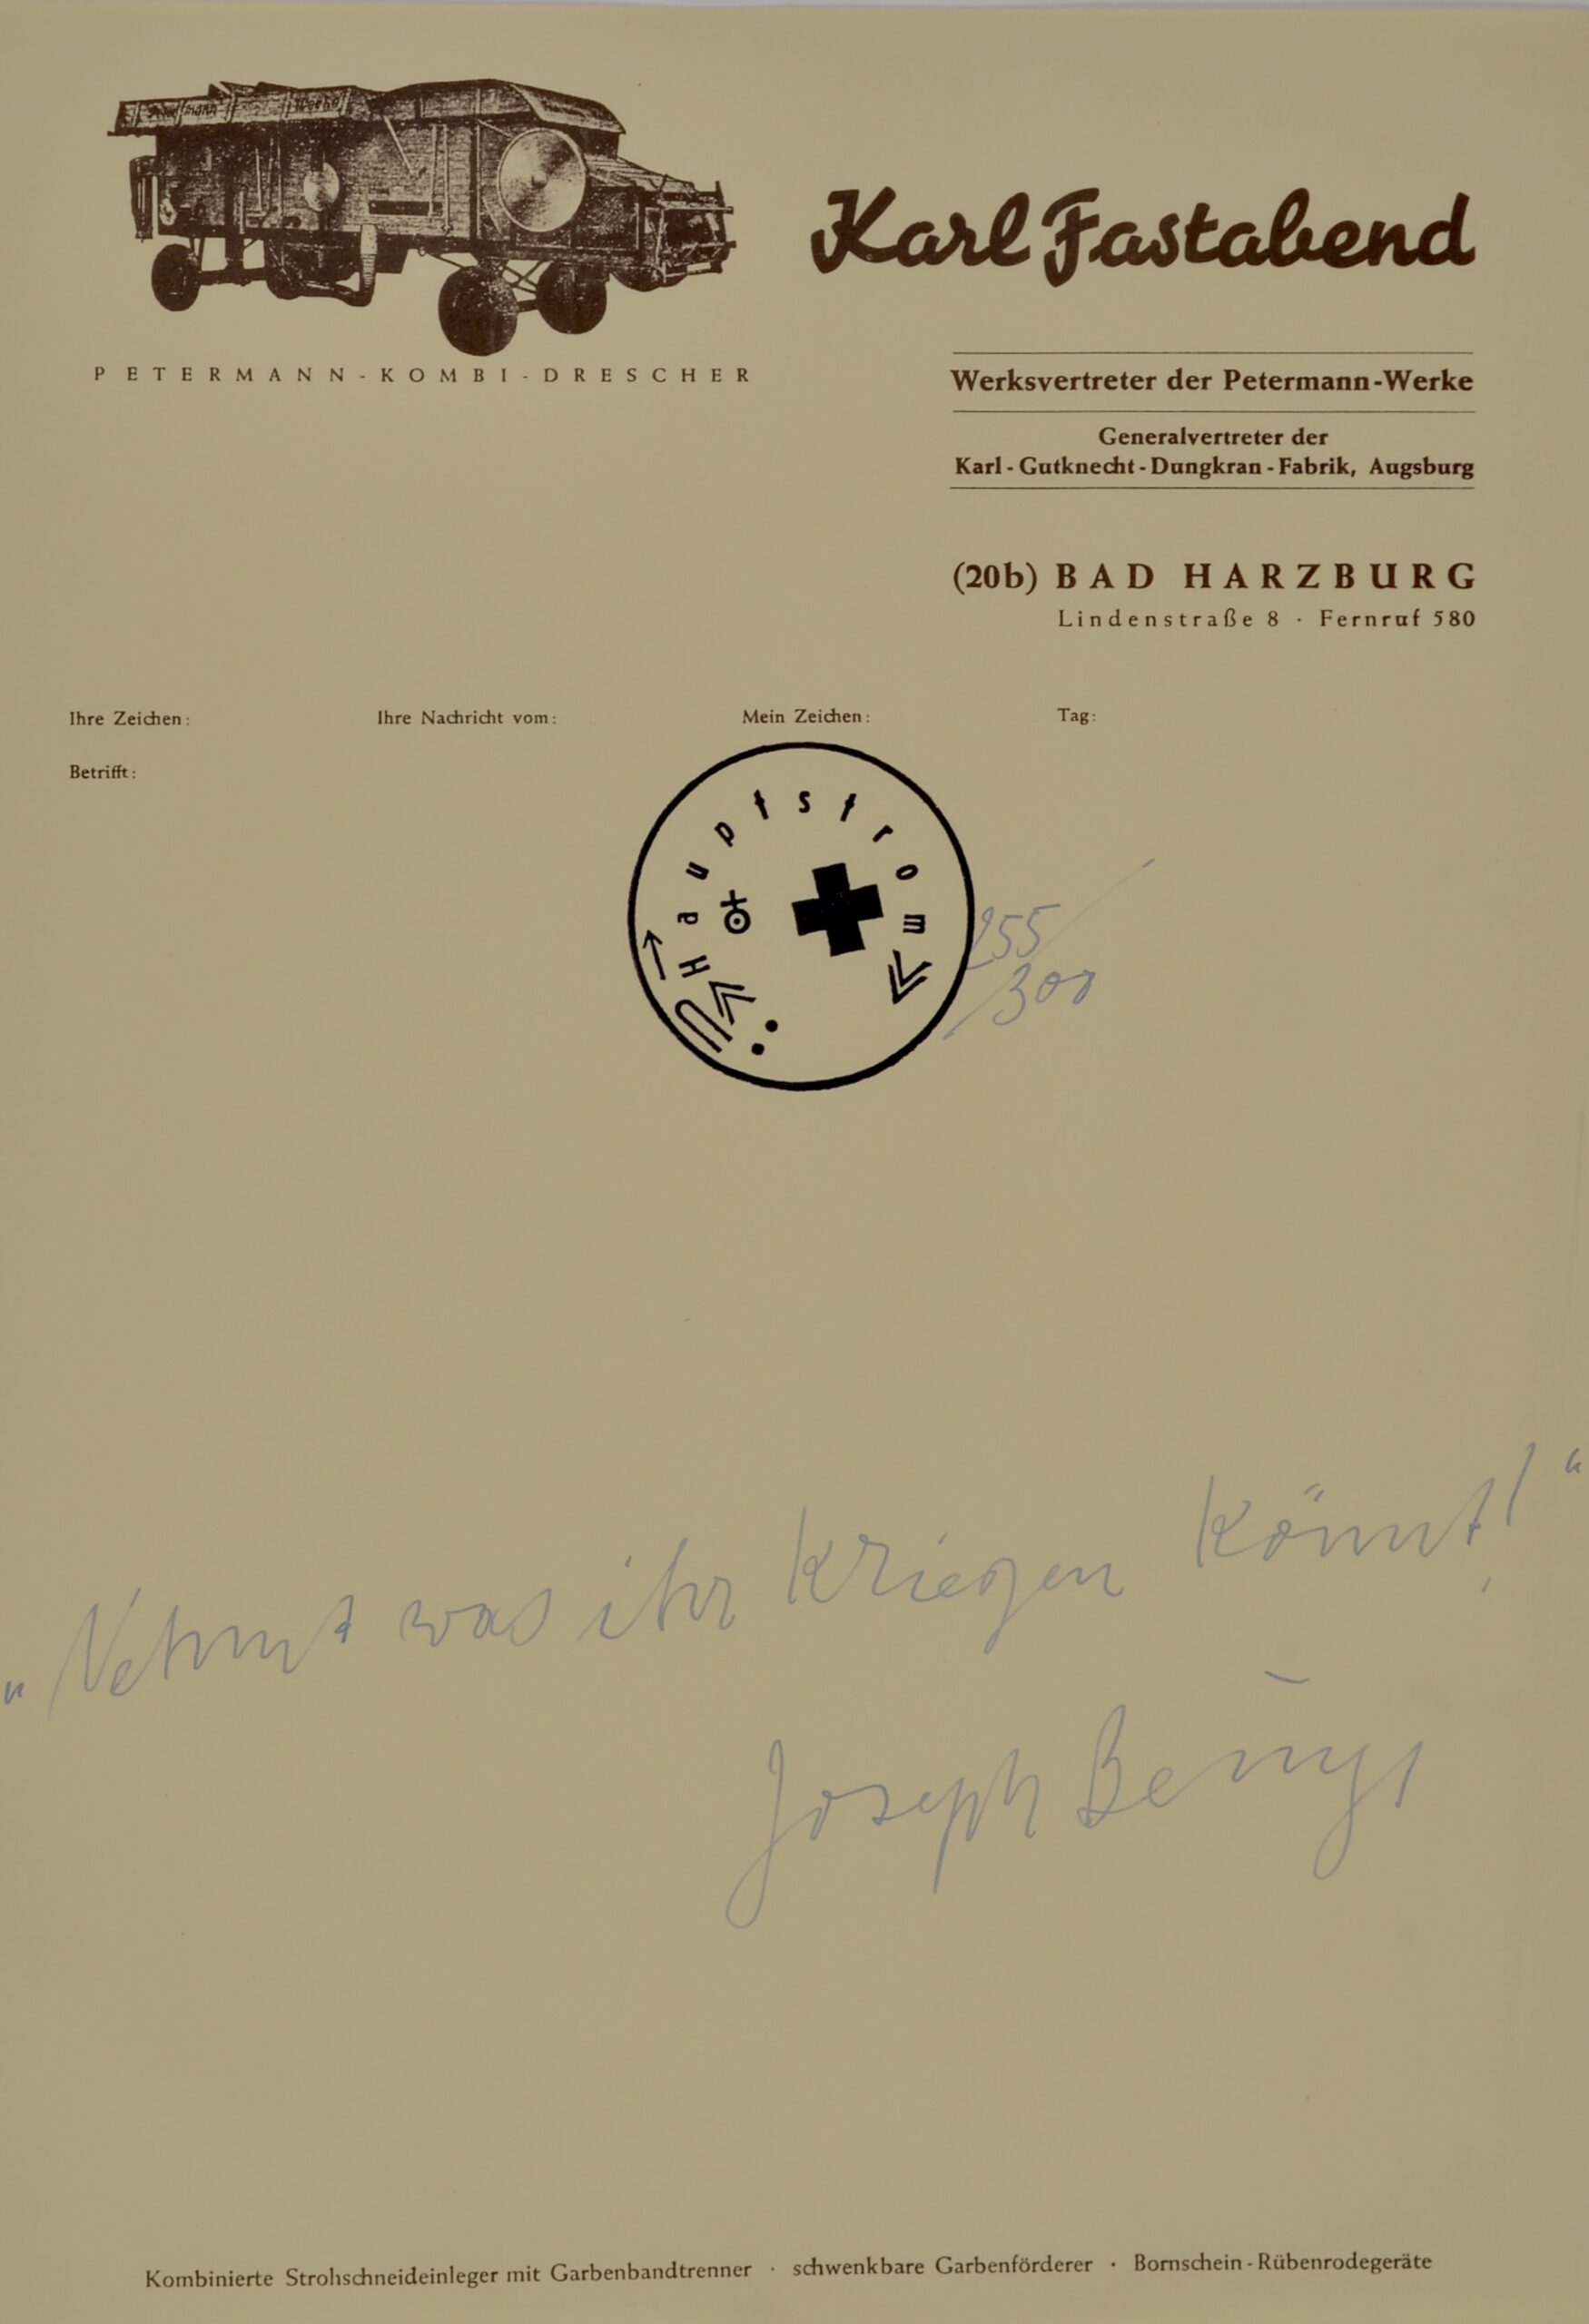 Karl Fastabend
PETERMANN-KOMBI-DRESCHER
Werksvertreter der Petermann-Werke
Generalvertreter der
Karl-Gutknecht-Dungkran-Fabrik, Augsburg
(20b) BAD HARZBURG
Lindenstraße 8 · Fernruf 580
Ihre Zeichen: Ihre Nachricht vom: Mein Zeichen: Tag:
Betrifft:
Hauptstrom
255/300
„Nehmt was ihr kriegen könnt!“
Joseph Beuys
Kombinierte Strohschneideinleger mit Garbenbandtrenner · schwenkbare Garbenförderer · Bornschein-Rübenrodegeräte